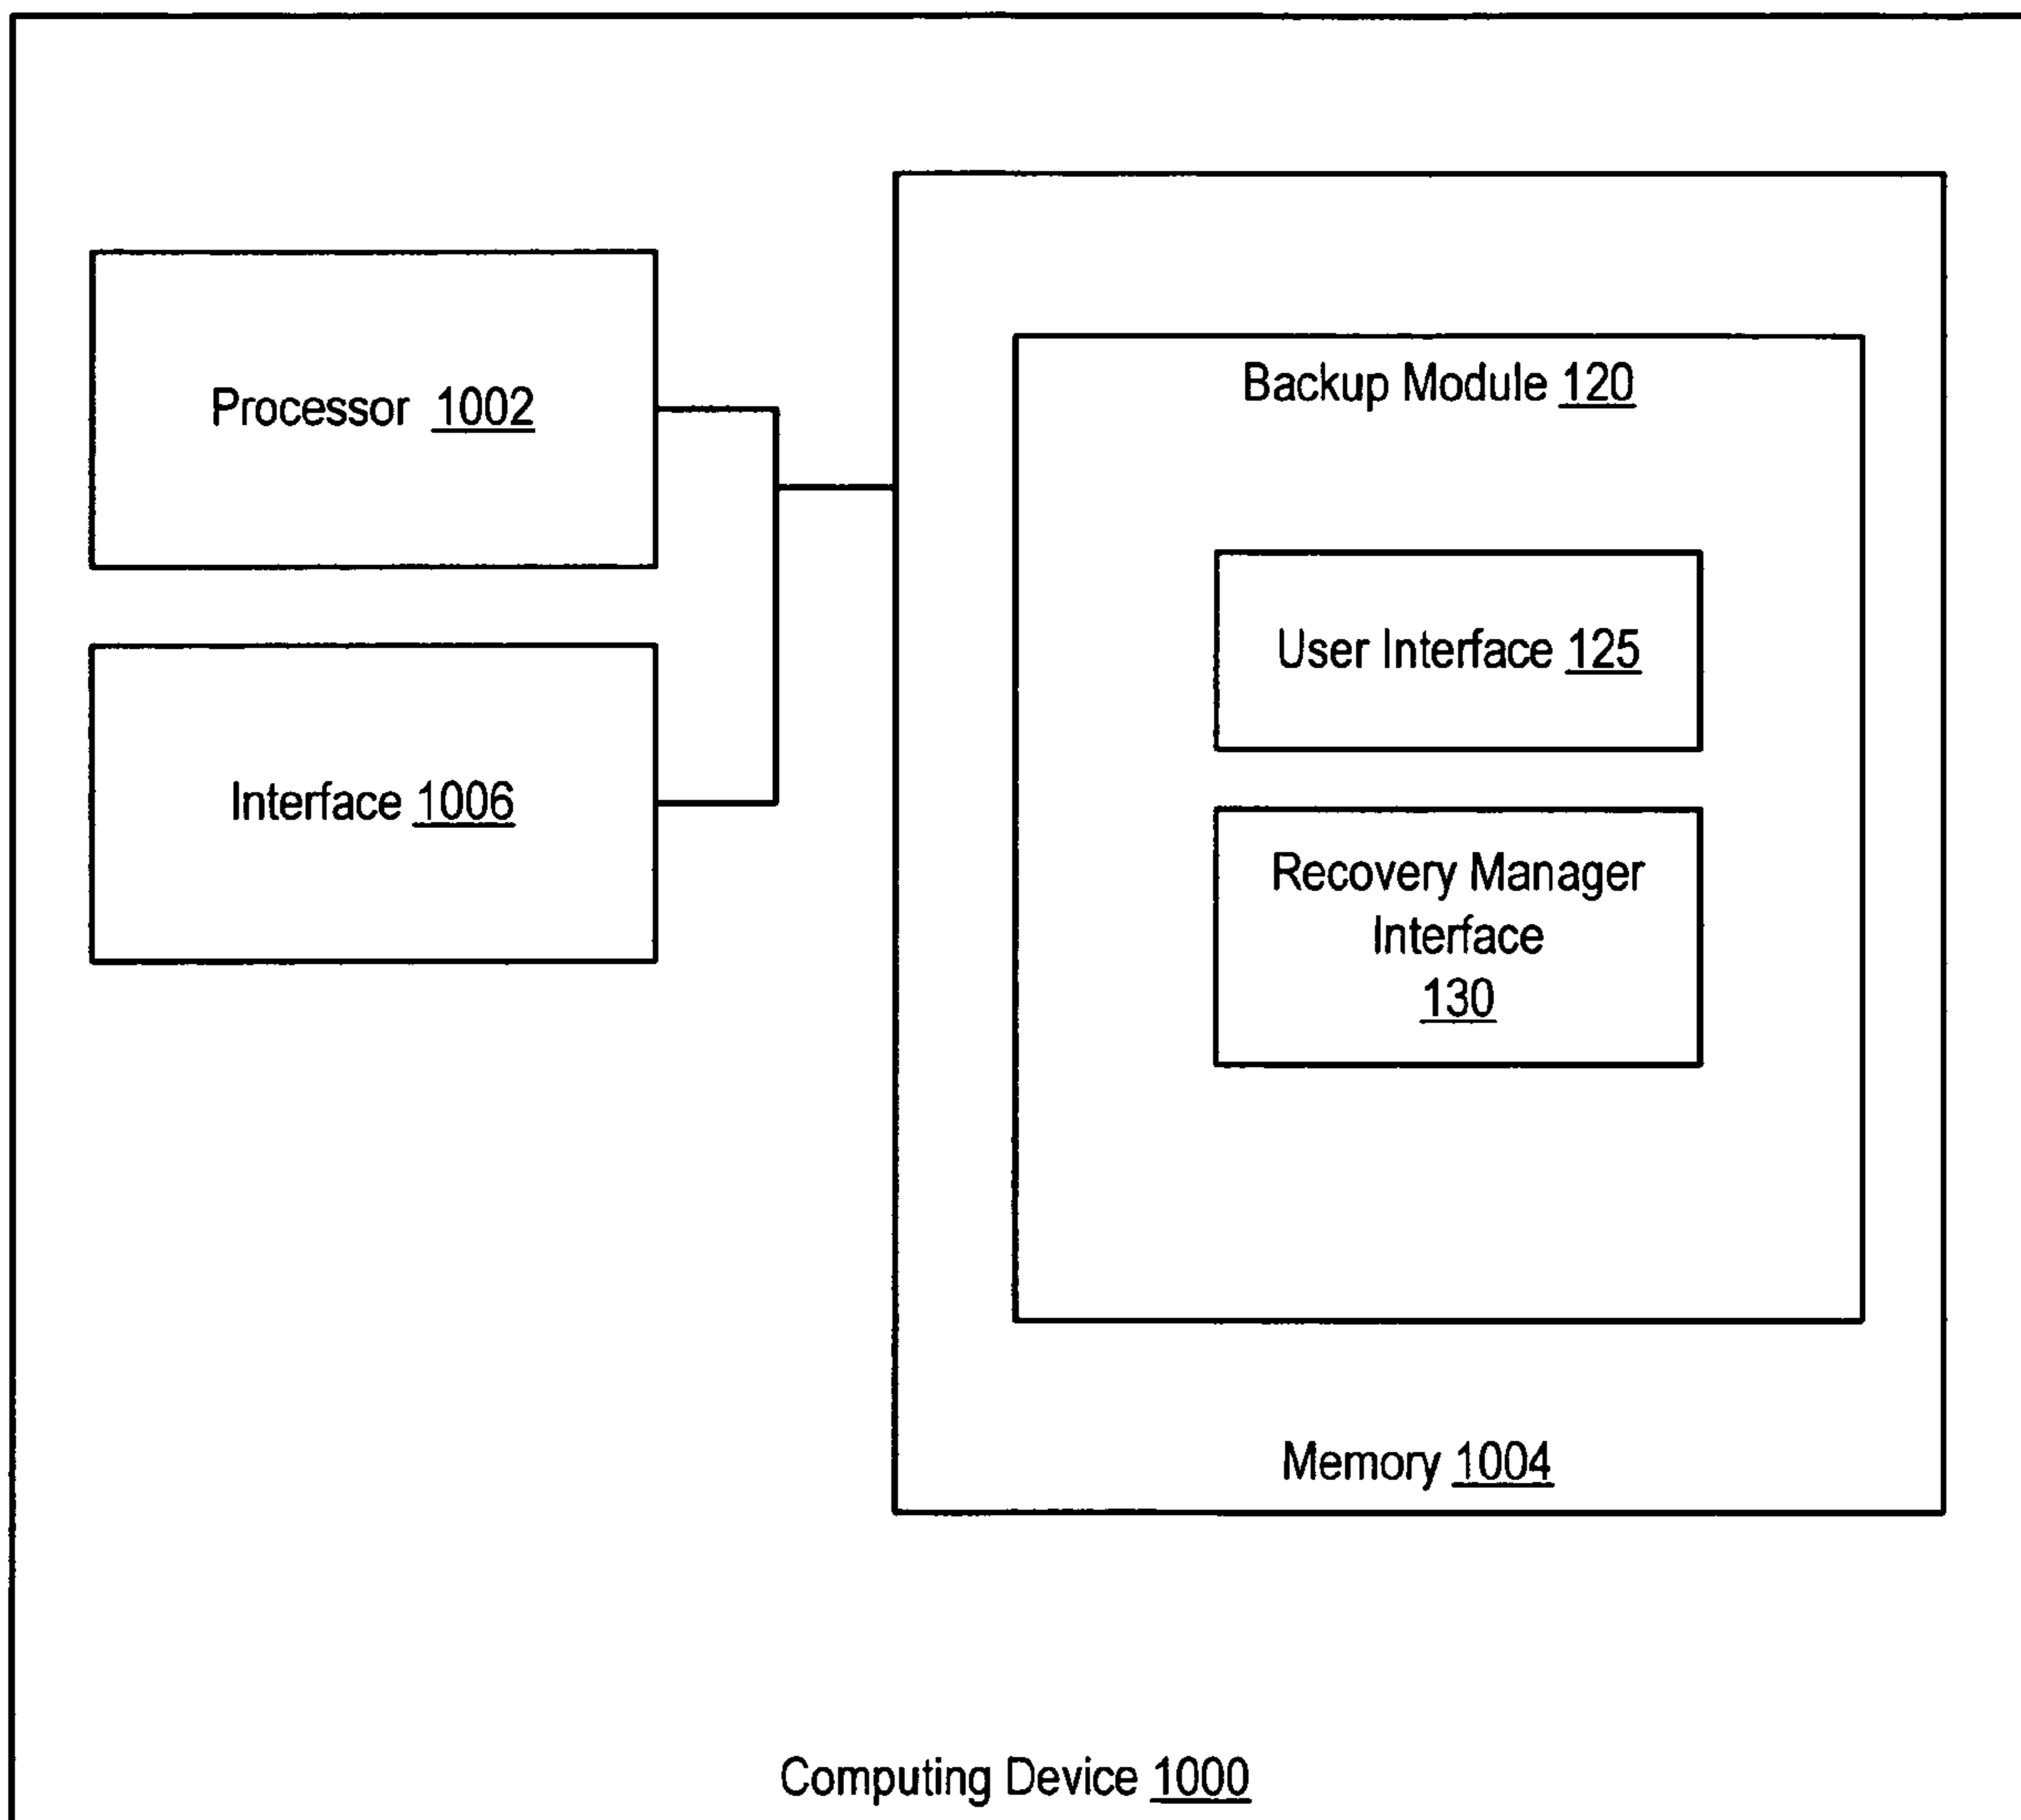 Processor 1002
Interface 1006
Backup Module 120
User Interface 125
Recovery Manager
Interface
130
Memory 1004
Computing Device 1000